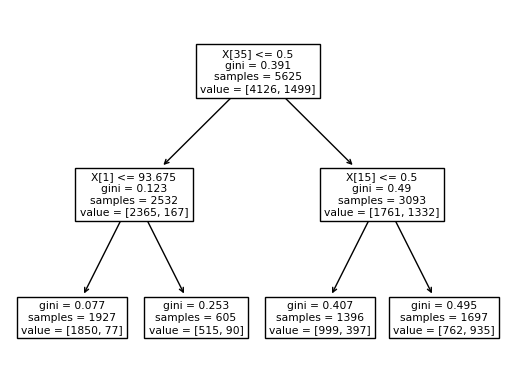 X[35] <= 0.5
gini = 0.391
samples = 5625
value = [4126, 1499]
X[1] <= 93.675
gini = 0.123
samples = 2532
value = [2365, 167]
X[15] <= 0.5
gini = 0.49
samples = 3093
value = [1761, 1332]
gini = 0.077
samples = 1927
value = [1850, 77]
gini = 0.253
samples = 605
value = [515, 90]
gini = 0.407
samples = 1396
value = [999, 397]
gini = 0.495
samples = 1697
value = [762, 935]